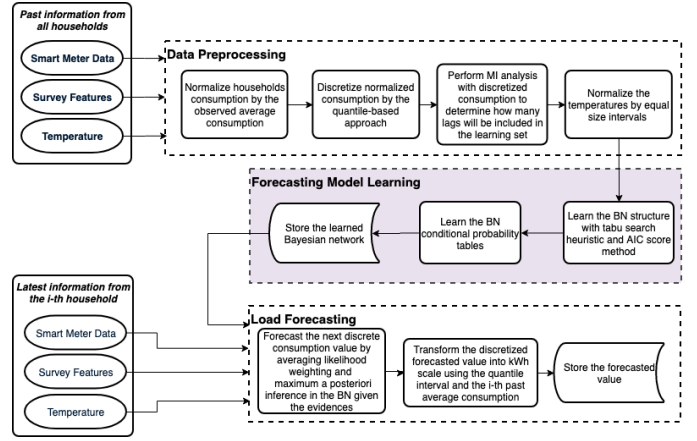 Past information from
all households
Smart Meter Data
Survey Features
Temperature
Data Preprocessing
Normalize households
consumption by the
observed average
consumption
Discretize normalized
consumption by the
quantile-based
approach
Perform MI analysis
with discretized
consumption to
determine how many
lags will be included
in the learning set
Normalize the
temperatures by equal
size intervals
Forecasting Model Learning
Learn the BN structure
with tabu search
heuristic and AIC score
method
Learn the BN
conditional probability
tables
Store the learned
Bayesian network
Latest information from
the i-th household
Smart Meter Data
Survey Features
Temperature
Load Forecasting
Forecast the next discrete
consumption value by
averaging likelihood
weighting and
maximum a posteriori
inference in the BN given
the evidences
Transform the discretized
forecasted value into kWh
scale using the quantile
interval and the i-th past
average consumption
Store the forecasted
value